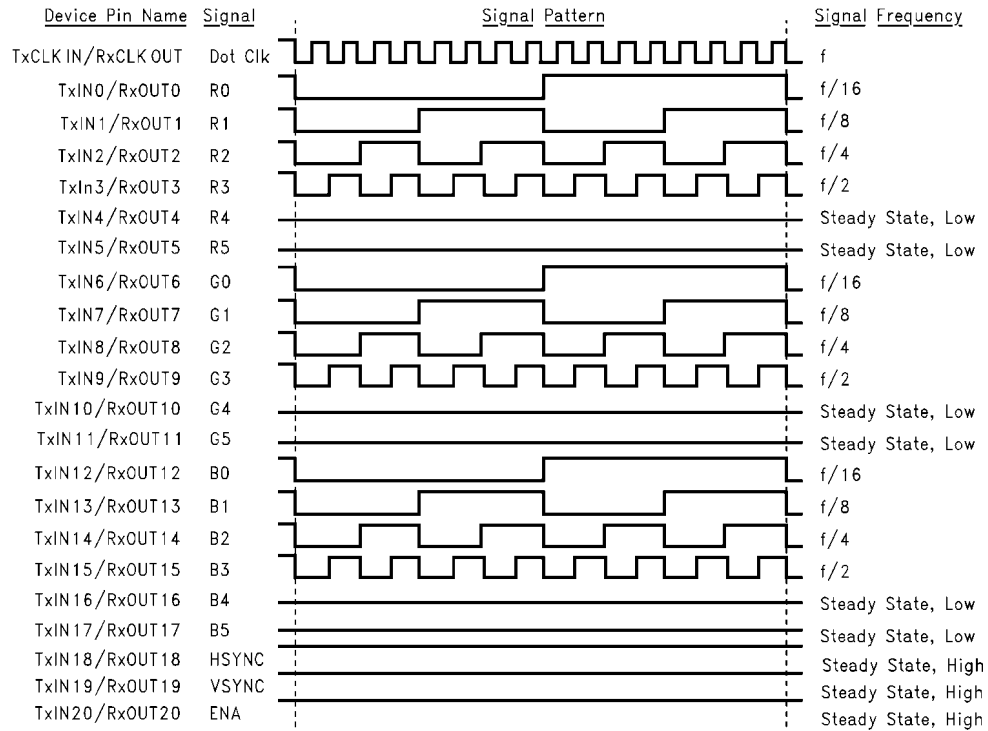 Device Pin Name Signal Signal Pattern Signal Frequency
TxCLK IN/RxCLK OUT Dot Clk f
TxIN0/RxOUT0 R0 f/16
TxIN1/RxOUT1 R1 f/8
TxIN2/RxOUT2 R2 f/4
TxIn3/RxOUT3 R3 f/2
TxIN4/RxOUT4 R4 Steady State, Low
TxIN5/RxOUT5 R5 Steady State, Low
TxIN6/RxOUT6 G0 f/16
TxIN7/RxOUT7 G1 f/8
TxIN8/RxOUT8 G2 f/4
TxIN9/RxOUT9 G3 f/2
TxIN10/RxOUT10 G4 Steady State, Low
TxIN11/RxOUT11 G5 Steady State, Low
TxIN12/RxOUT12 B0 f/16
TxIN13/RxOUT13 B1 f/8
TxIN14/RxOUT14 B2 f/4
TxIN15/RxOUT15 B3 f/2
TxIN16/RxOUT16 B4 Steady State, Low
TxIN17/RxOUT17 B5 Steady State, Low
TxIN18/RxOUT18 HSYNC Steady State, High
TxIN19/RxOUT19 VSYNC Steady State, High
TxIN20/RxOUT20 ENA Steady State, High